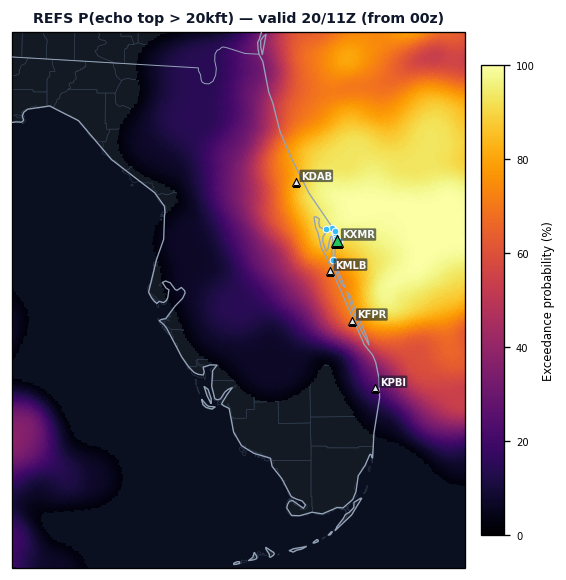 REFS P(echo top > 20kft) — valid 20/11Z (from 00z)
KDAB
KXMR
KMLB
KFPR
KPBI
100
80
60
40
20
0
Exceedance probability (%)